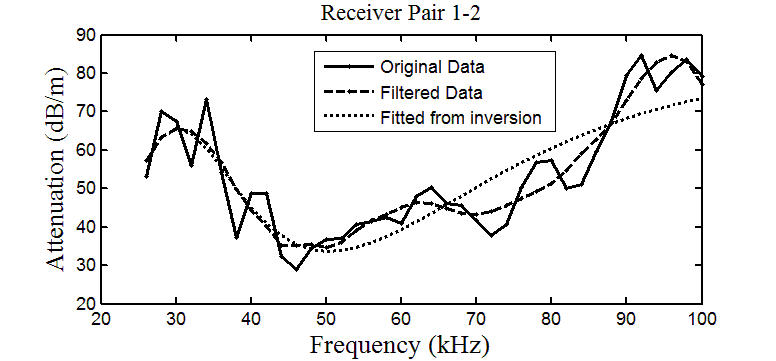 Receiver Pair 1-2
90
80
70
60
50
40
30
20
Attenuation (dB/m)
Original Data
Filtered Data
Fitted from inversion
20 30 40 50 60 70 80 90 100
Frequency (kHz)